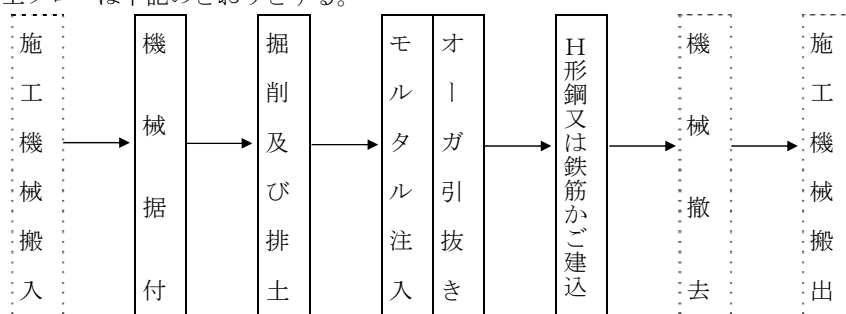 工フローは下記のとおりとする。
施工機械搬入
機械据付
掘削及び排土
モルタル注入
オーガ引抜き
H形鋼又は鉄筋かご建込
機械撤去
施工機械搬出